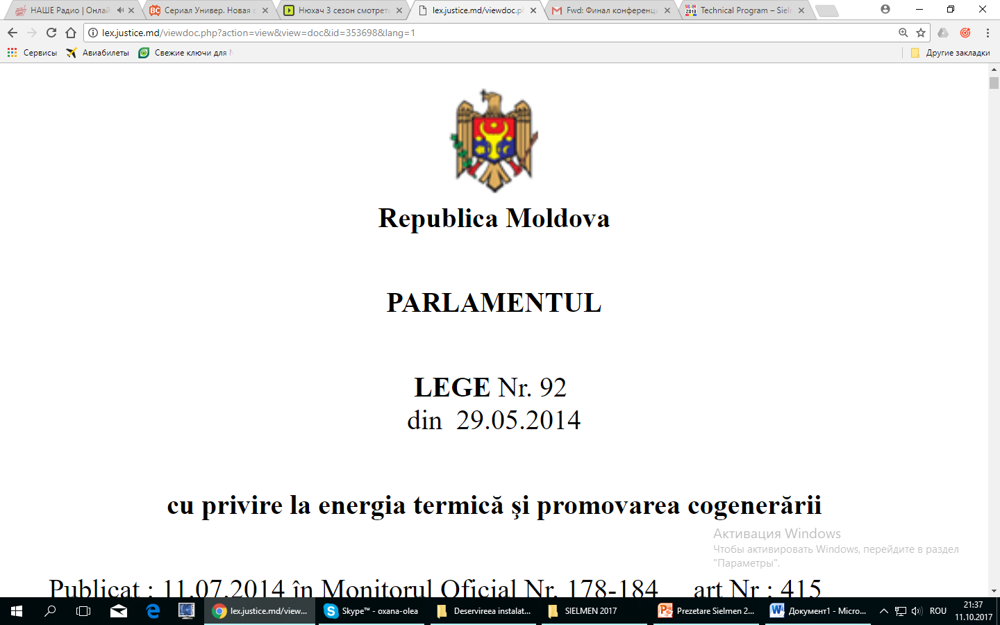 НАШЕ Радио | Онлай
Сериал Универ. Новая о
Нюхач 3 сезон смотреть
lex.justice.md/viewdoc.p
Fwd: Финал конференц
Technical Program – Siel
lex.justice.md/viewdoc.php?action=view&view=doc&id=353698&lang=1
Сервисы
Авиабилеты
Свежие ключи для
Другие закладки
Republica Moldova
PARLAMENTUL
LEGE Nr. 92
din 29.05.2014
cu privire la energia termică şi promovarea cogenerării
Активация Windows
Чтобы активировать Windows, перейдите в раздел
"Параметры".
Publicat : 11.07.2014 în Monitorul Oficial Nr. 178-184 art Nr : 415
lex.justice.md/view...
Skype™ - oxana-olea
Deservireea instalat...
SIELMEN 2017
Prezetare Sielmen 2...
Документ1 - Micro...
ROU
21:37
11.10.2017